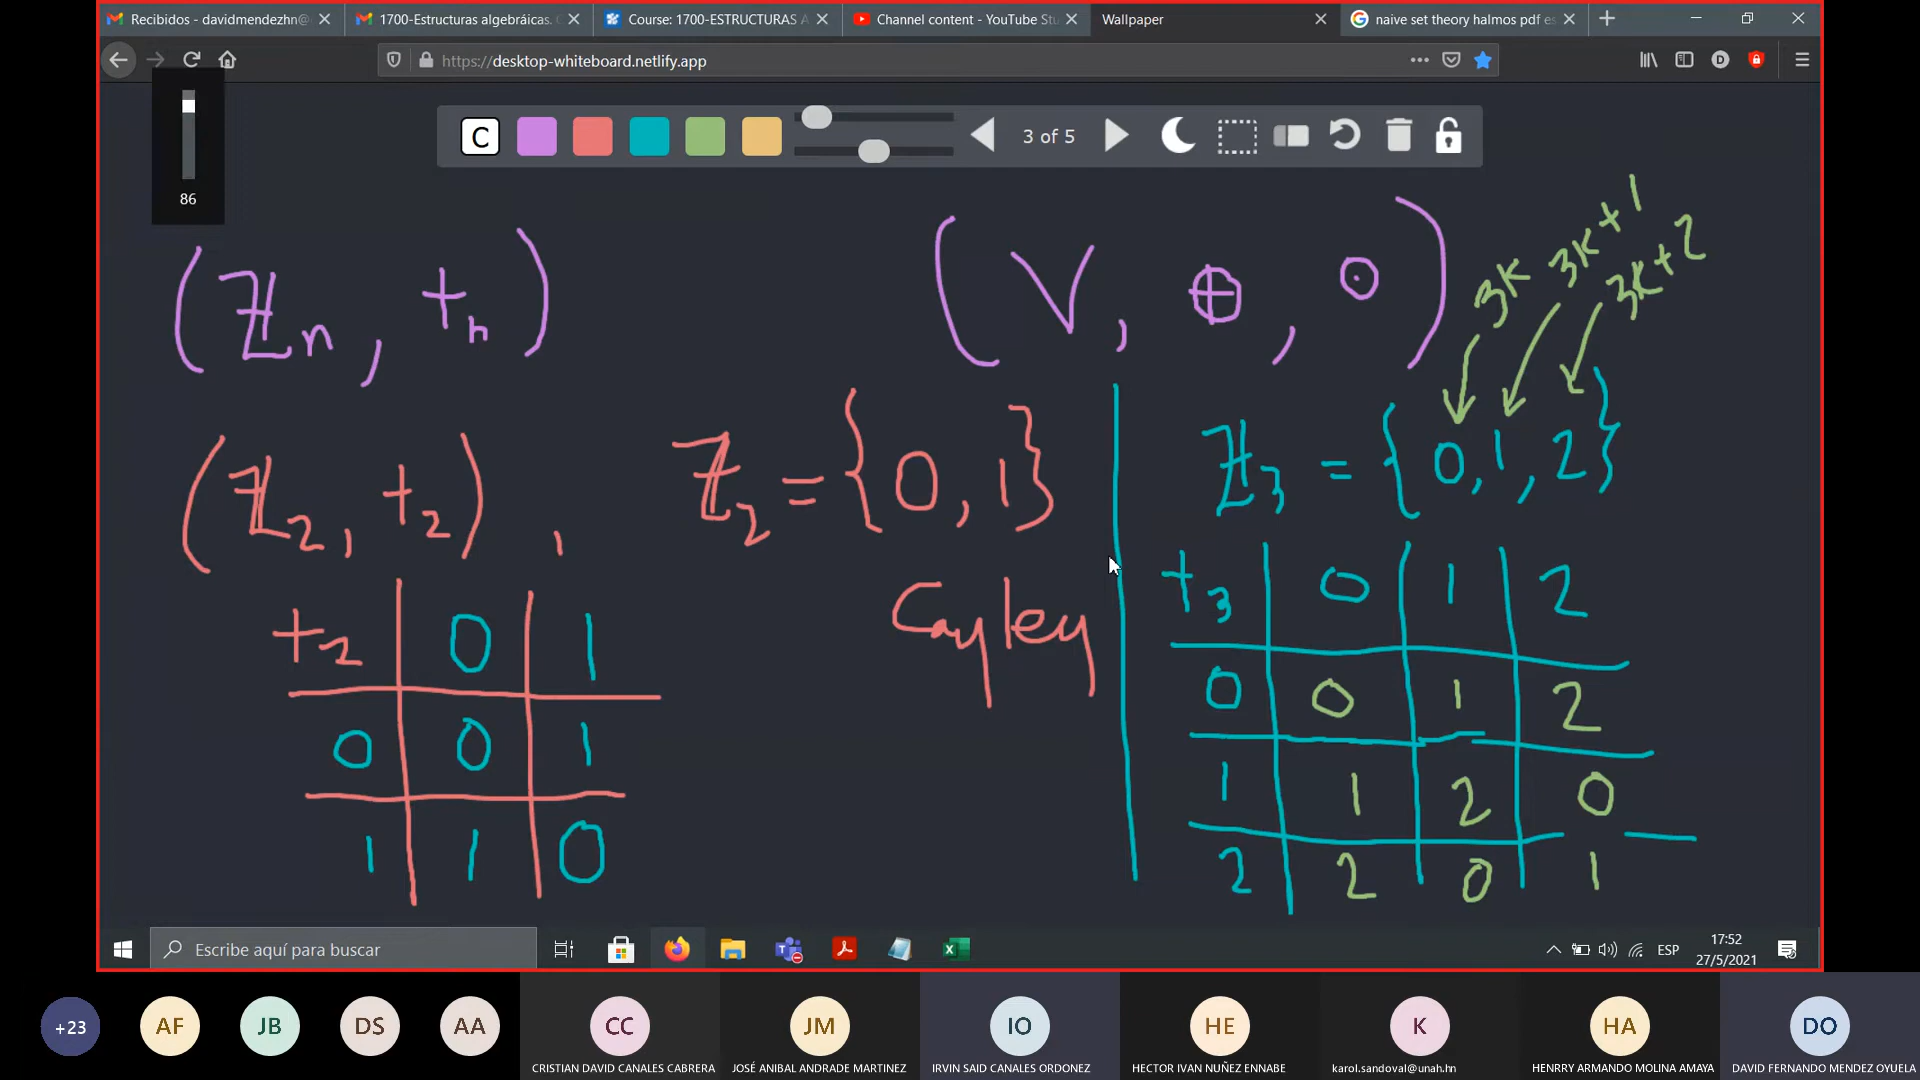 Recibidos - davidmendezhn@
1700-Estructuras algebráicas.
Course: 1700-ESTRUCTURAS A
Channel content - YouTube Stu
Wallpaper
naive set theory halmos pdf es
https://desktop-whiteboard.netlify.app
86
C
3 of 5
(ℤn, +n)
(V, ⊕, ⊙)
3k 3k+1 3k+2
(ℤ2, +2), ℤ2 = {0, 1}
ℤ3 = {0, 1, 2}
Cayley
+2 0 1
0 0 1
1 1 0
+3 0 1 2
0 0 1 2
1 1 2 0
2 2 0 1
Escribe aquí para buscar
ESP
17:52
27/5/2021
+23
AF
JB
DS
AA
CC
JM
IO
HE
K
HA
DO
CRISTIAN DAVID CANALES CABRERA
JOSÉ ANIBAL ANDRADE MARTINEZ
IRVIN SAID CANALES ORDONEZ
HECTOR IVAN NUÑEZ ENNABE
karol.sandoval@unah.hn
HENRRY ARMANDO MOLINA AMAYA
DAVID FERNANDO MENDEZ OYUELA